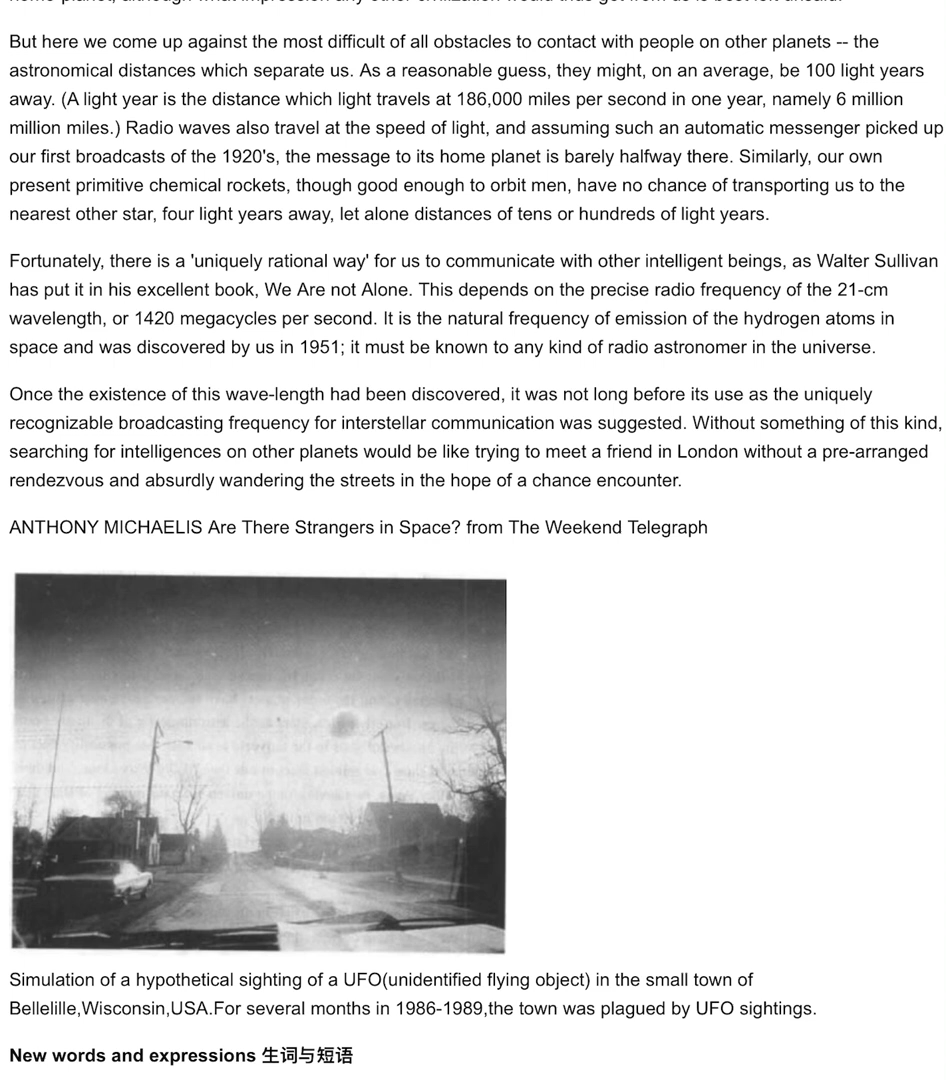 But here we come up against the most difficult of all obstacles to contact with people on other planets -- the
astronomical distances which separate us. As a reasonable guess, they might, on an average, be 100 light years
away. (A light year is the distance which light travels at 186,000 miles per second in one year, namely 6 million
million miles.) Radio waves also travel at the speed of light, and assuming such an automatic messenger picked up
our first broadcasts of the 1920's, the message to its home planet is barely halfway there. Similarly, our own
present primitive chemical rockets, though good enough to orbit men, have no chance of transporting us to the
nearest other star, four light years away, let alone distances of tens or hundreds of light years.
Fortunately, there is a 'uniquely rational way' for us to communicate with other intelligent beings, as Walter Sullivan
has put it in his excellent book, We Are not Alone. This depends on the precise radio frequency of the 21-cm
wavelength, or 1420 megacycles per second. It is the natural frequency of emission of the hydrogen atoms in
space and was discovered by us in 1951; it must be known to any kind of radio astronomer in the universe.
Once the existence of this wave-length had been discovered, it was not long before its use as the uniquely
recognizable broadcasting frequency for interstellar communication was suggested. Without something of this kind,
searching for intelligences on other planets would be like trying to meet a friend in London without a pre-arranged
rendezvous and absurdly wandering the streets in the hope of a chance encounter.
ANTHONY MICHAELIS Are There Strangers in Space? from The Weekend Telegraph
Simulation of a hypothetical sighting of a UFO(unidentified flying object) in the small town of
Bellelille,Wisconsin,USA.For several months in 1986-1989,the town was plagued by UFO sightings.
New words and expressions 生词与短语